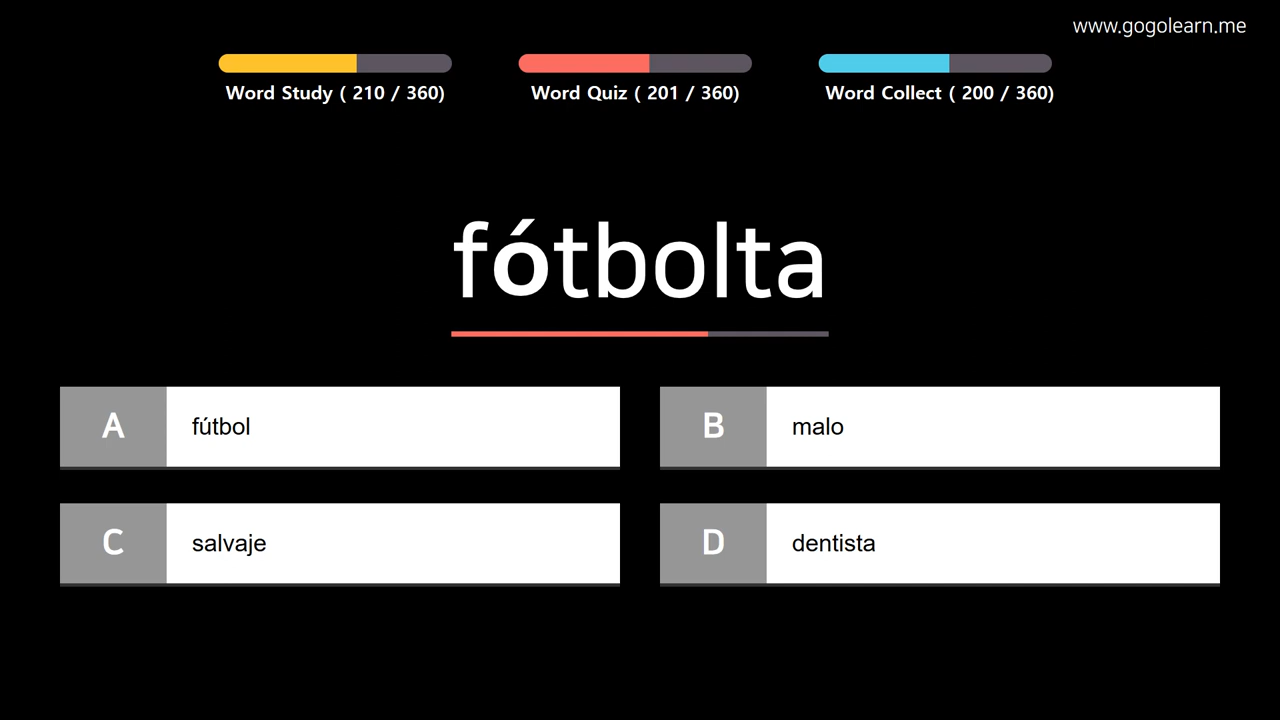 www.gogolearn.me
Word Study ( 210 / 360)
Word Quiz ( 201 / 360)
Word Collect ( 200 / 360)
fótbolta
A
fútbol
B
malo
C
salvaje
D
dentista